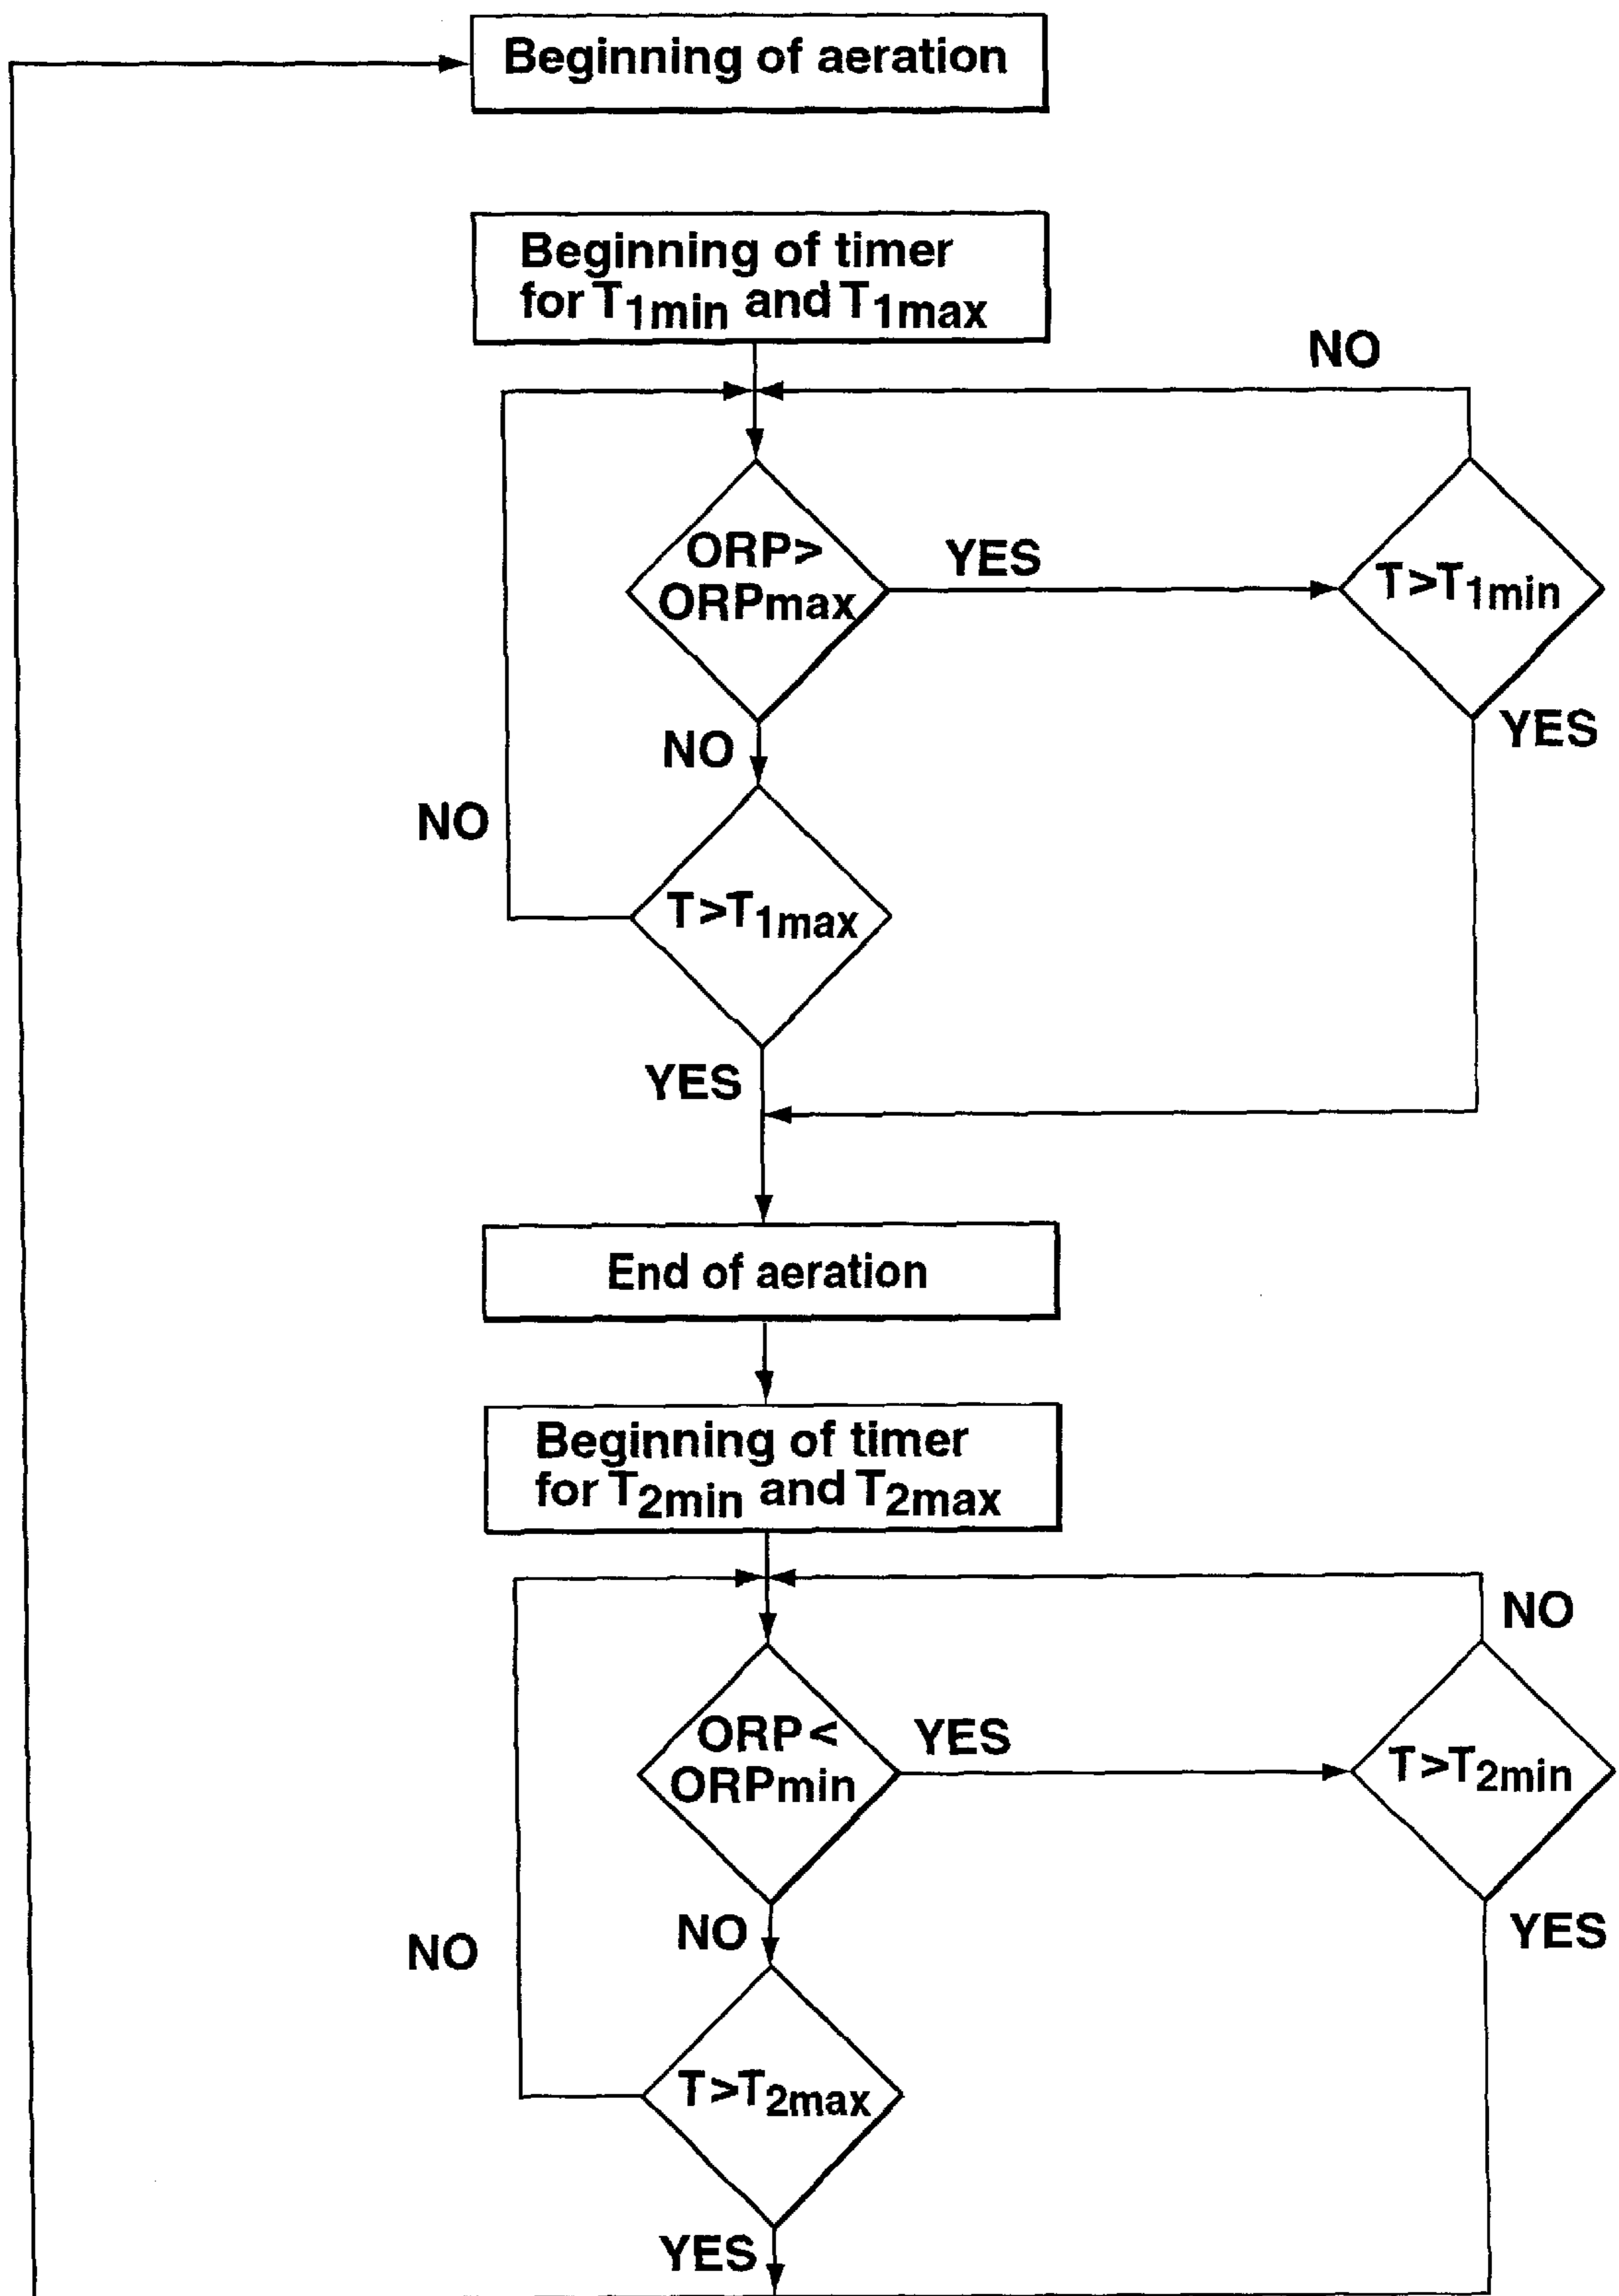 Beginning of aeration
Beginning of timer
for T1min and T1max
NO
ORP>
ORPmax
YES
T>T1min
NO
YES
NO
T>T1max
YES
End of aeration
Beginning of timer
for T2min and T2max
NO
ORP<
ORPmin
YES
T>T2min
NO
YES
NO
T>T2max
YES